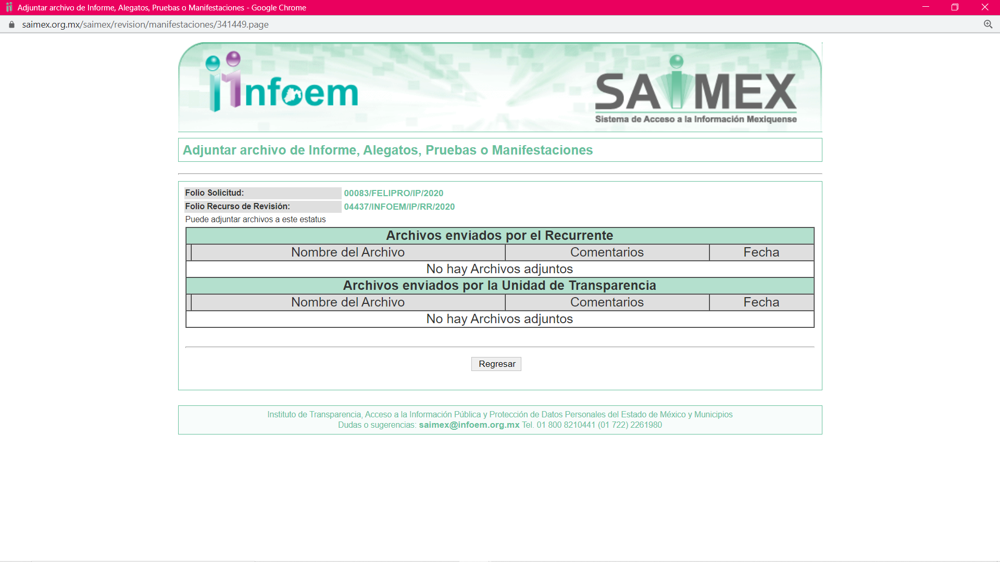 Adjuntar archivo de Informe, Alegatos, Pruebas o Manifestaciones - Google Chrome
saimex.org.mx/saimex/revision/manifestaciones/341449.page
infoem
SAIMEX
Sistema de Acceso a la Información Mexiquense
Adjuntar archivo de Informe, Alegatos, Pruebas o Manifestaciones
Folio Solicitud: 00083/FELIPRO/IP/2020
Folio Recurso de Revisión: 04437/INFOEM/IP/RR/2020
Puede adjuntar archivos a este estatus
Archivos enviados por el Recurrente
Nombre del Archivo Comentarios Fecha
No hay Archivos adjuntos
Archivos enviados por la Unidad de Transparencia
Nombre del Archivo Comentarios Fecha
No hay Archivos adjuntos
Regresar
Instituto de Transparencia, Acceso a la Información Pública y Protección de Datos Personales del Estado de México y Municipios
Dudas o sugerencias: saimex@infoem.org.mx Tel. 01 800 8210441 (01 722) 2261980